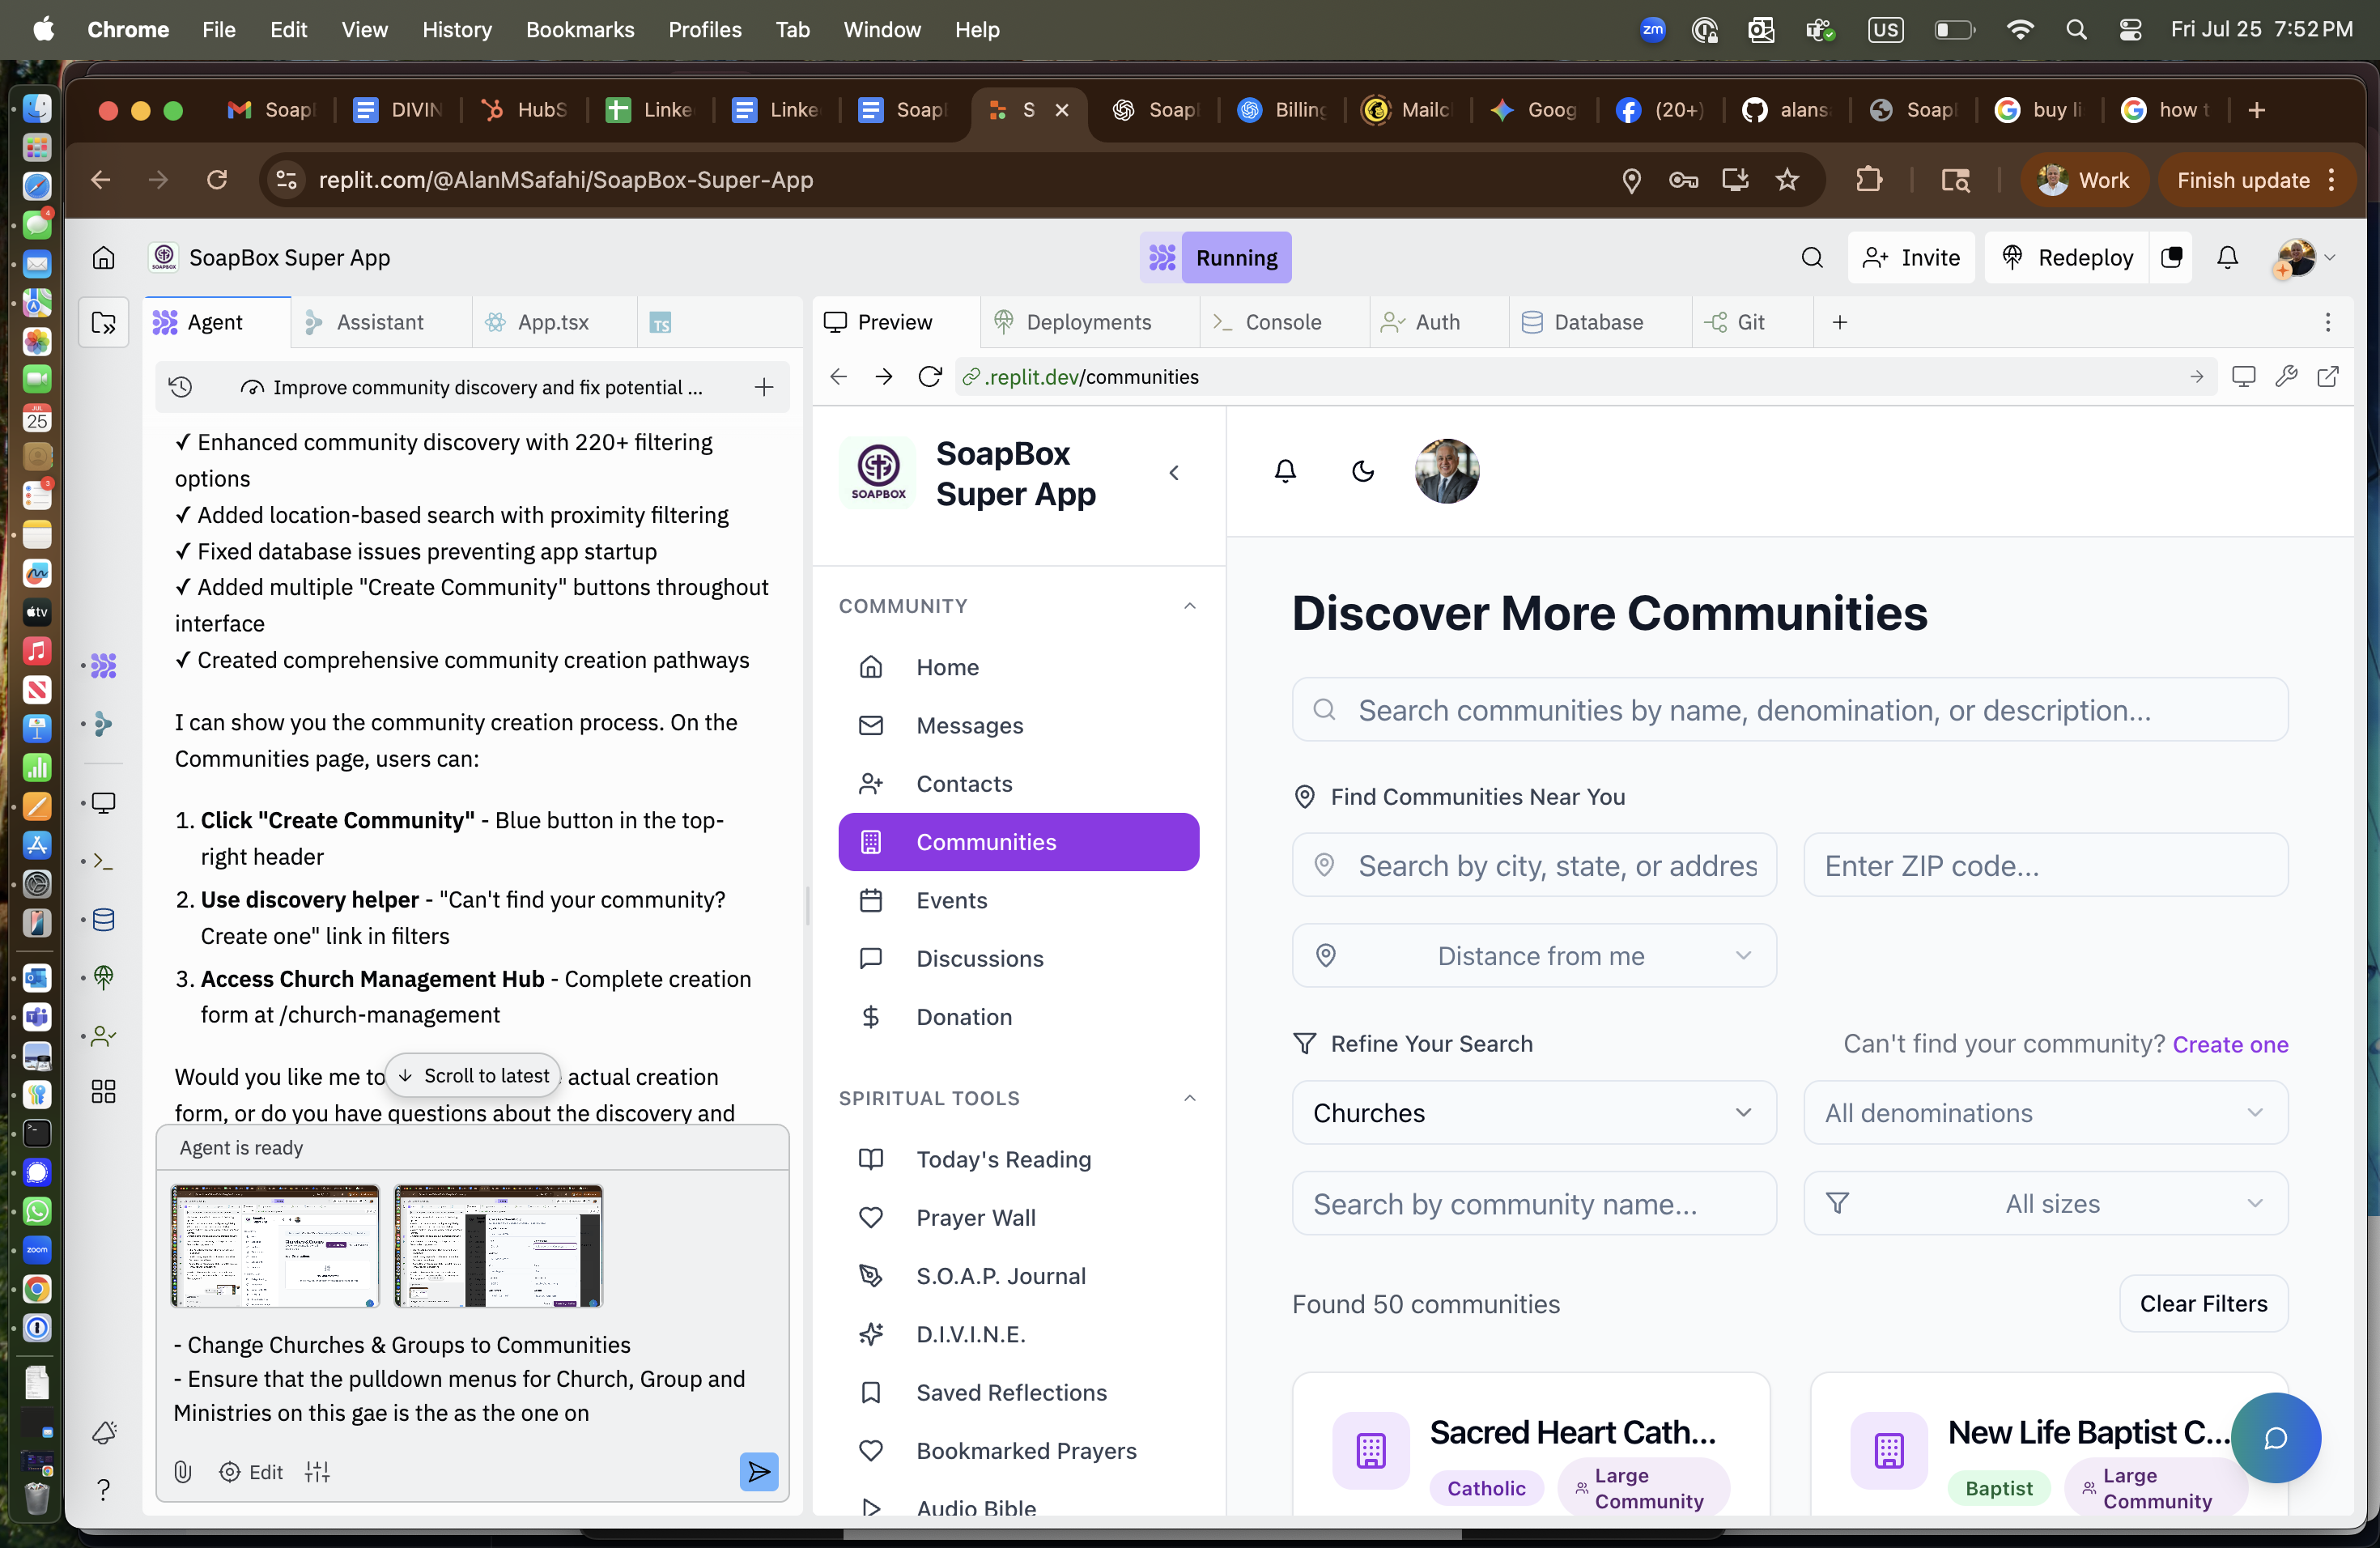 Chrome File Edit View History Bookmarks Profiles Tab Window Help
zm US Fri Jul 25 7:52 PM
Soapl DIVIN HubS Linke Linke Soapl S Soapl Billing Mailc Goog (20+) alans Soapl buy li how t
replit.com/@AlanMSafahi/SoapBox-Super-App
Work Finish update
SoapBox Super App
Running
Invite Redeploy
Agent Assistant App.tsx TS
Preview Deployments Console Auth Database Git
Improve community discovery and fix potential ...
.replit.dev/communities
✓ Enhanced community discovery with 220+ filtering
options
✓ Added location-based search with proximity filtering
✓ Fixed database issues preventing app startup
✓ Added multiple "Create Community" buttons throughout
interface
✓ Created comprehensive community creation pathways
I can show you the community creation process. On the
Communities page, users can:
1. Click "Create Community" - Blue button in the top-
right header
2. Use discovery helper - "Can't find your community?
Create one" link in filters
3. Access Church Management Hub - Complete creation
form at /church-management
Would you like me to
actual creation
Scroll to latest
form, or do you have questions about the discovery and
Agent is ready
- Change Churches & Groups to Communities
- Ensure that the pulldown menus for Church, Group and
Ministries on this gae is the as the one on
Edit
SOAPBOX
SoapBox
Super App
COMMUNITY
Home
Messages
Contacts
Communities
Events
Discussions
Donation
SPIRITUAL TOOLS
Today's Reading
Prayer Wall
S.O.A.P. Journal
D.I.V.I.N.E.
Saved Reflections
Bookmarked Prayers
Audio Bible
Discover More Communities
Search communities by name, denomination, or description...
Find Communities Near You
Search by city, state, or addres
Enter ZIP code...
Distance from me
Refine Your Search
Can't find your community? Create one
Churches
All denominations
Search by community name...
All sizes
Found 50 communities
Clear Filters
Sacred Heart Cath...
Catholic
Large
Community
New Life Baptist C...
Baptist
Large
Community
JUL
25
4
3
tv
zoom